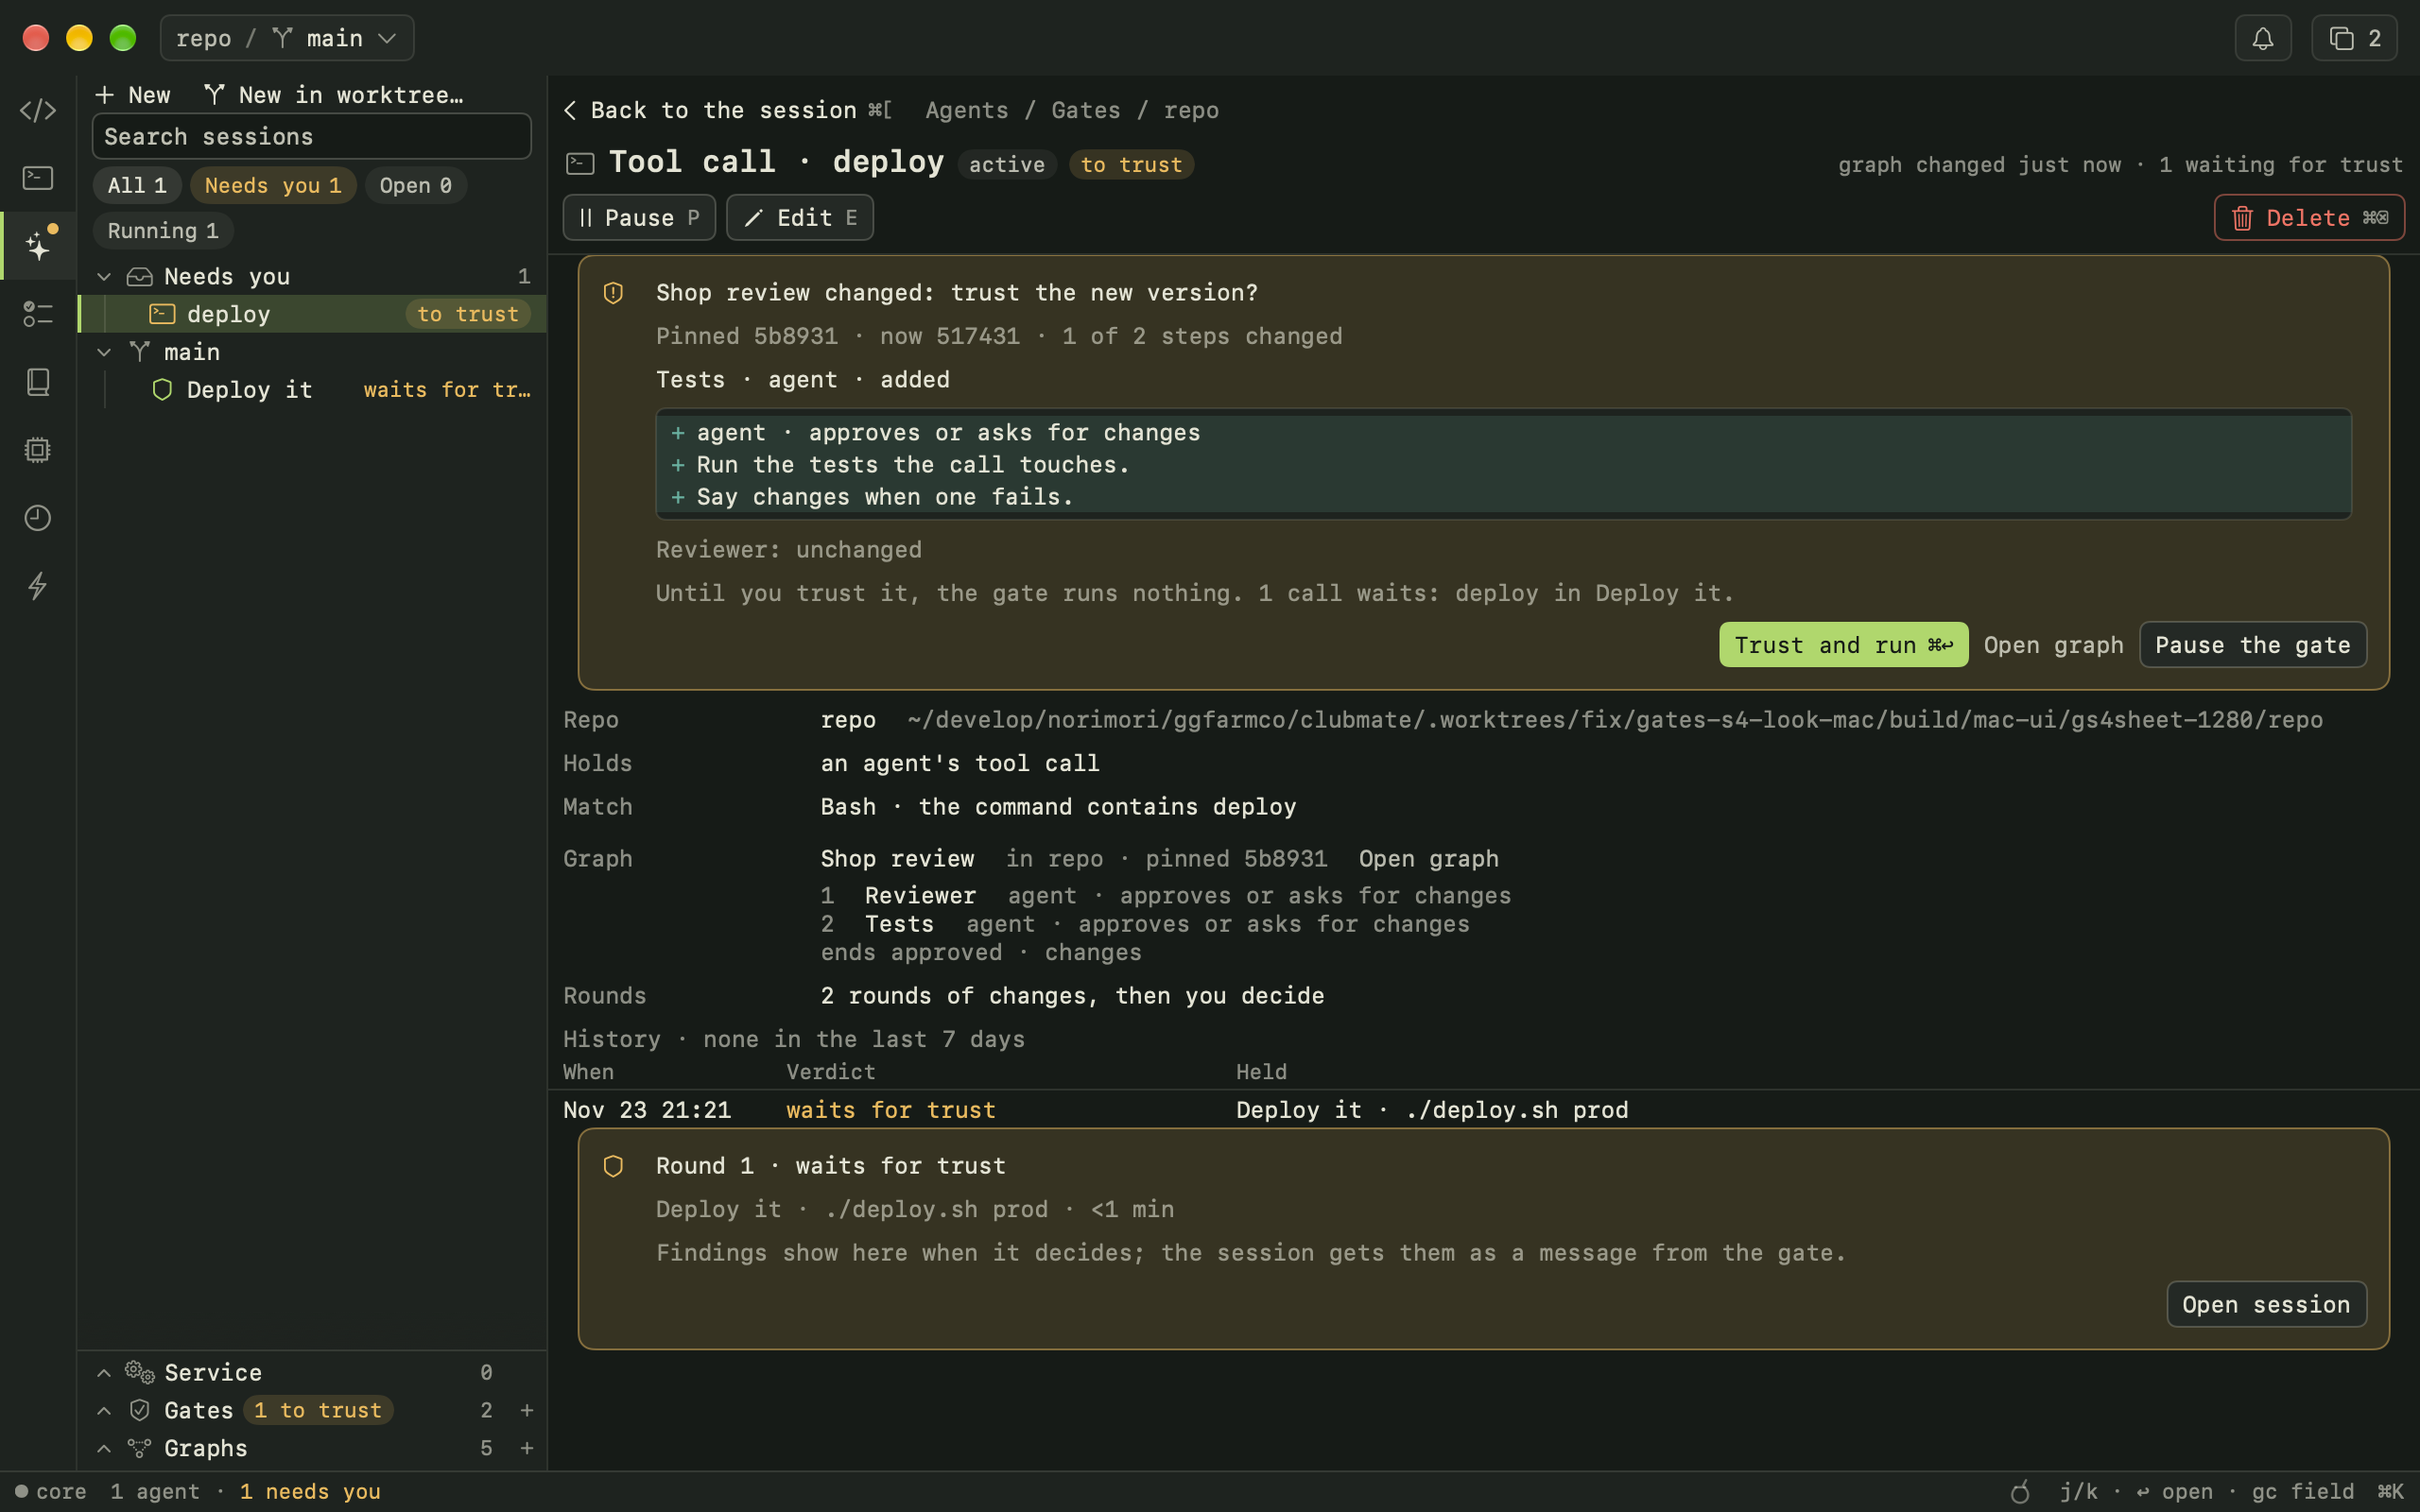 repo / main
2
+ New New in worktree…
Search sessions
All 1 Needs you 1 Open 0
Running 1
Needs you 1
deploy to trust
main
Deploy it waits for tr…
Service 0
Gates 1 to trust 2 +
Graphs 5 +
Back to the session ⌘[ Agents / Gates / repo
Tool call · deploy active to trust graph changed just now · 1 waiting for trust
Pause P Edit E Delete ⌘⌫
Shop review changed: trust the new version?
Pinned 5b8931 · now 517431 · 1 of 2 steps changed
Tests · agent · added
+ agent · approves or asks for changes
+ Run the tests the call touches.
+ Say changes when one fails.
Reviewer: unchanged
Until you trust it, the gate runs nothing. 1 call waits: deploy in Deploy it.
Trust and run ⌘↩ Open graph Pause the gate
Repo repo ~/develop/norimori/ggfarmco/clubmate/.worktrees/fix/gates-s4-look-mac/build/mac-ui/gs4sheet-1280/repo
Holds an agent's tool call
Match Bash · the command contains deploy
Graph Shop review in repo · pinned 5b8931 Open graph
1 Reviewer agent · approves or asks for changes
2 Tests agent · approves or asks for changes
ends approved · changes
Rounds 2 rounds of changes, then you decide
History · none in the last 7 days
When Verdict Held
Nov 23 21:21 waits for trust Deploy it · ./deploy.sh prod
Round 1 · waits for trust
Deploy it · ./deploy.sh prod · <1 min
Findings show here when it decides; the session gets them as a message from the gate.
Open session
core 1 agent · 1 needs you j/k · ↩ open · gc field ⌘K